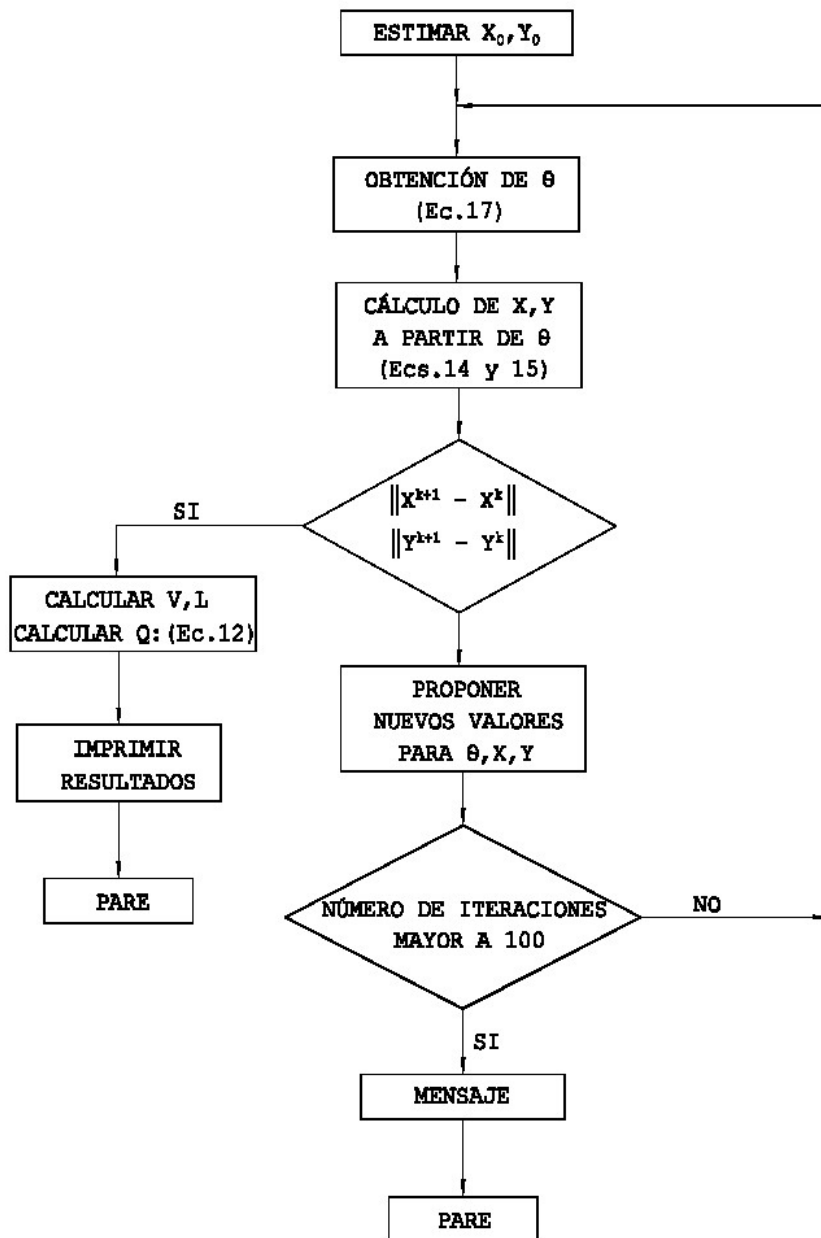 ESTIMAR X₀,Y₀
OBTENCIÓN DE θ
(Ec.17)
CÁLCULO DE X,Y
A PARTIR DE θ
(Ecs.14 y 15)
‖Xᵏ⁺¹ - Xᵏ‖
‖Yᵏ⁺¹ - Yᵏ‖
SI
CALCULAR V,L
CALCULAR Q:(Ec.12)
IMPRIMIR
RESULTADOS
PARE
PROPONER
NUEVOS VALORES
PARA θ,X,Y
NÚMERO DE ITERACIONES
MAYOR A 100
NO
SI
MENSAJE
PARE